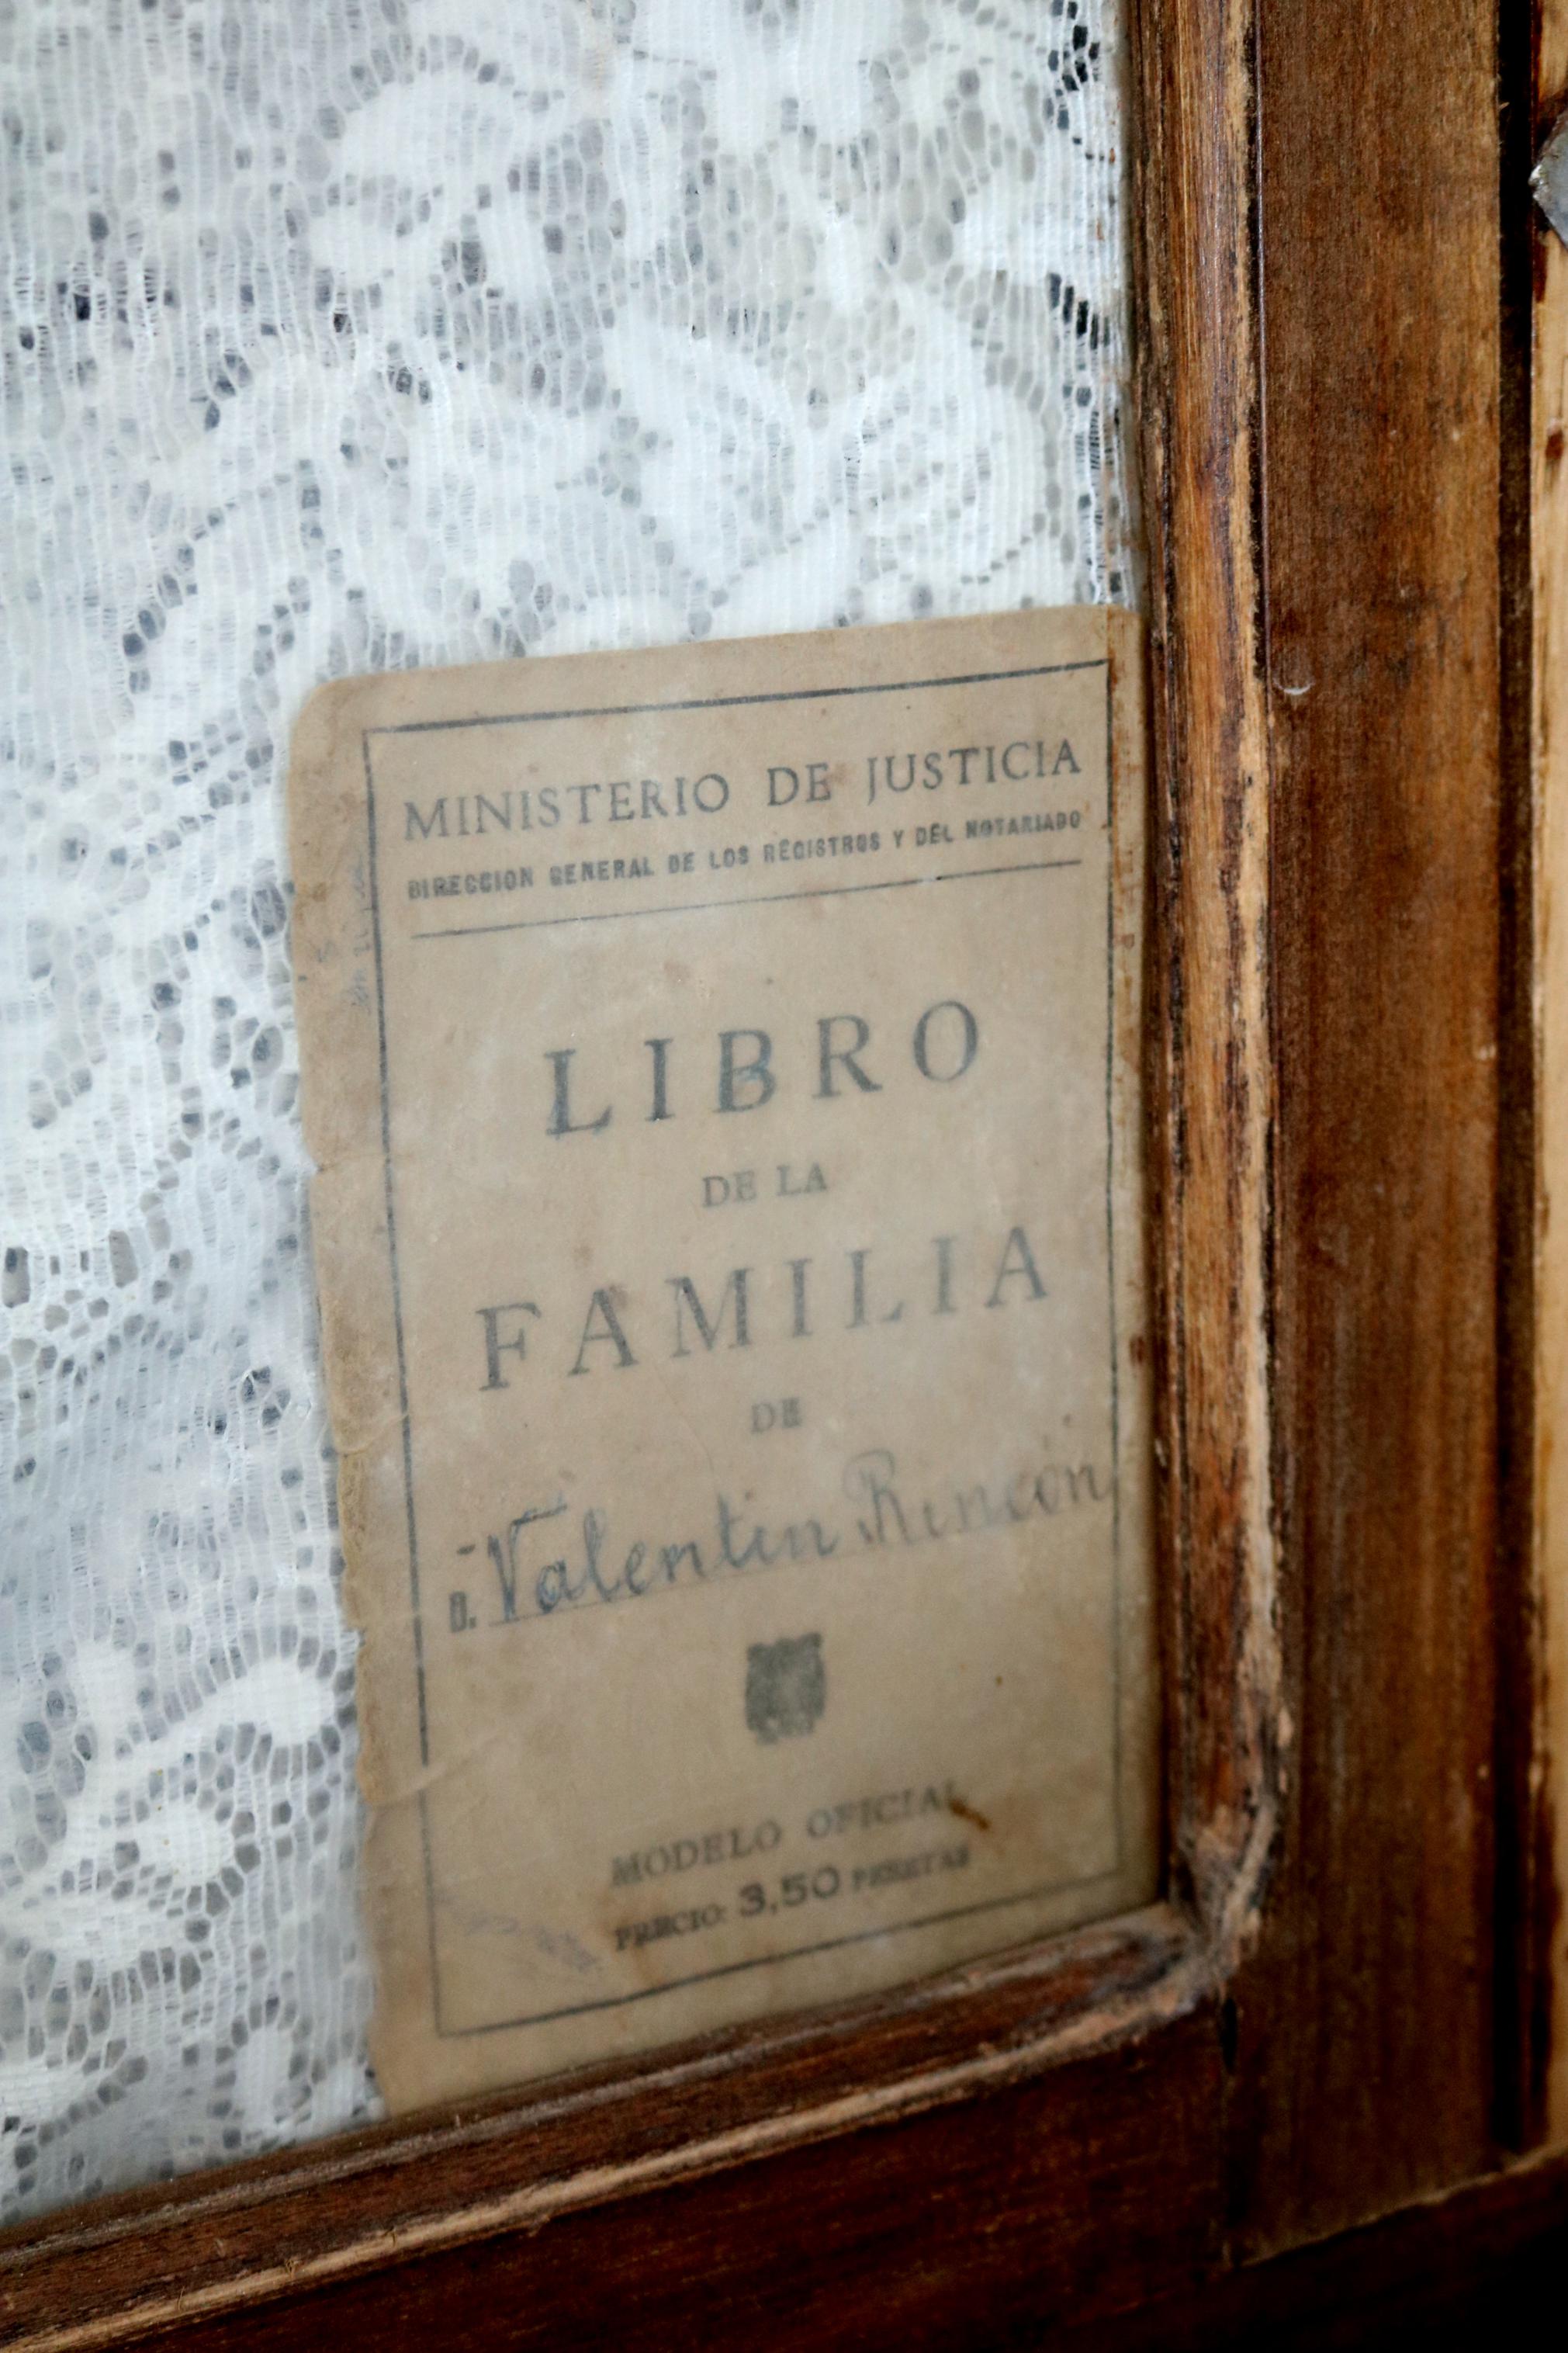 MINISTERIO DE JUSTICIA
DIRECCION GENERAL DE LOS REGISTROS Y DEL NOTARIADO
LIBRO
DE LA
FAMILIA
DE
D. Valentin Rincón
MODELO OFICIAL
PRECIO: 3,50 PESETAS